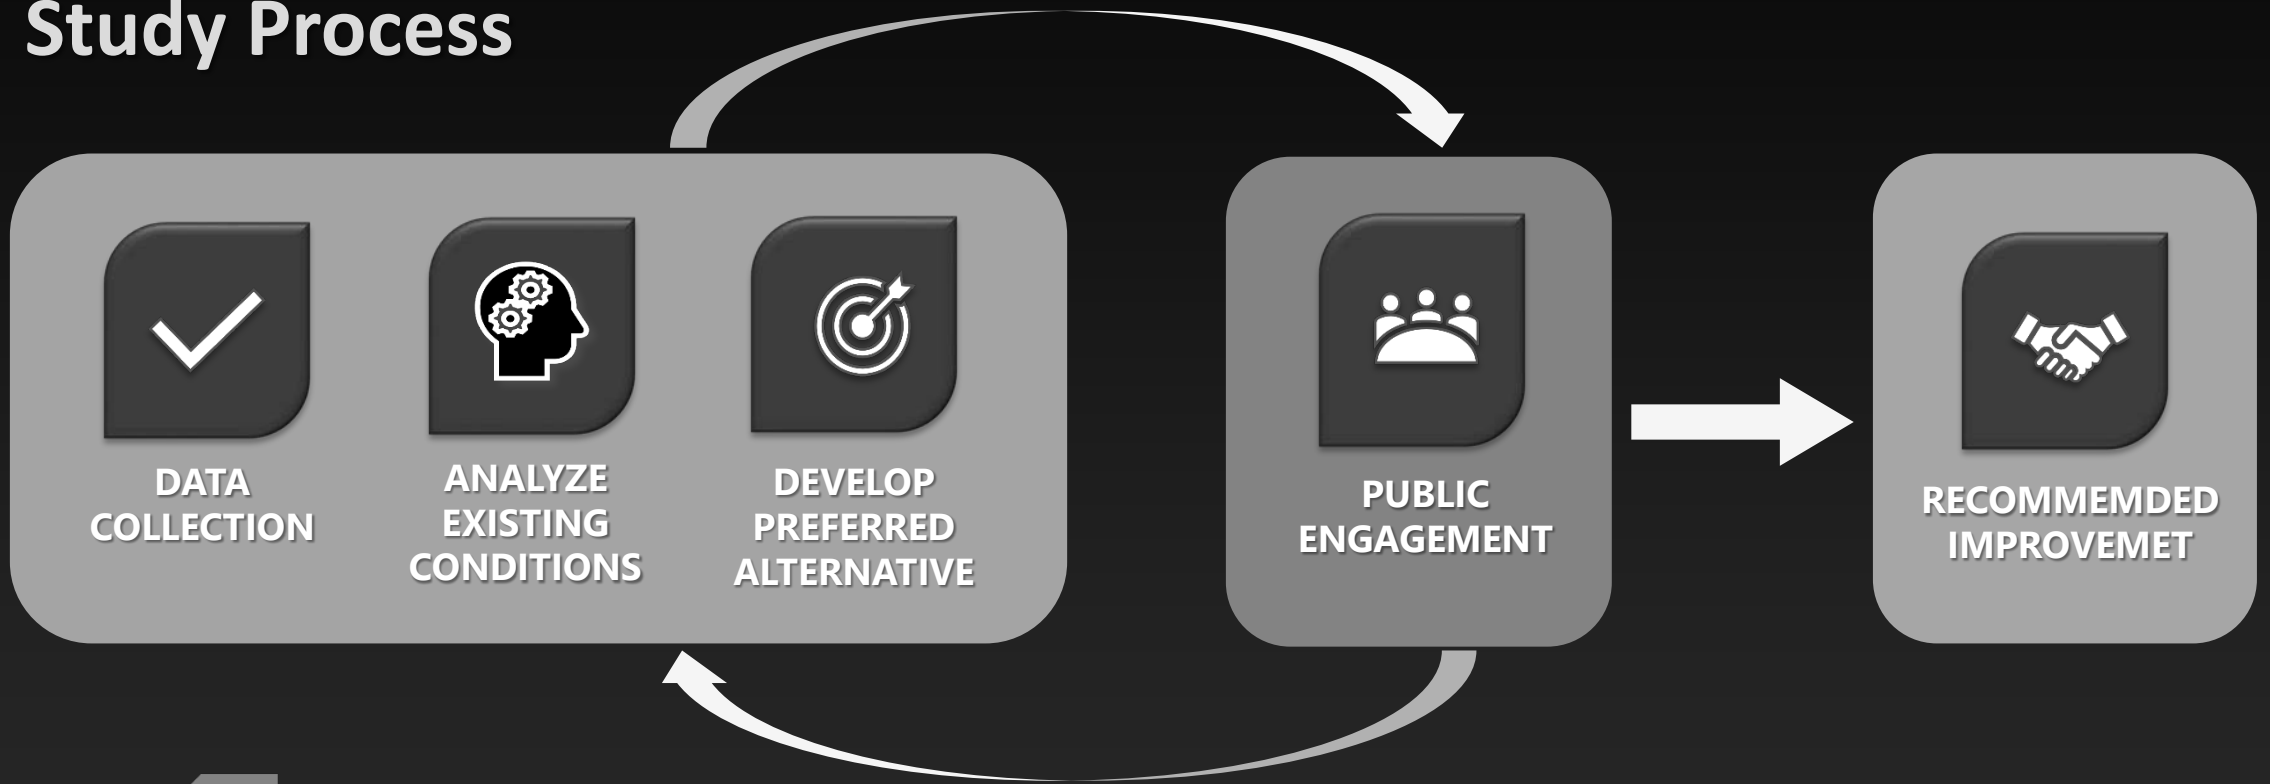 Study Process
DATA
COLLECTION
ANALYZE
EXISTING
CONDITIONS
DEVELOP
PREFERRED
ALTERNATIVE
PUBLIC
ENGAGEMENT
RECOMMEMDED
IMPROVEMET